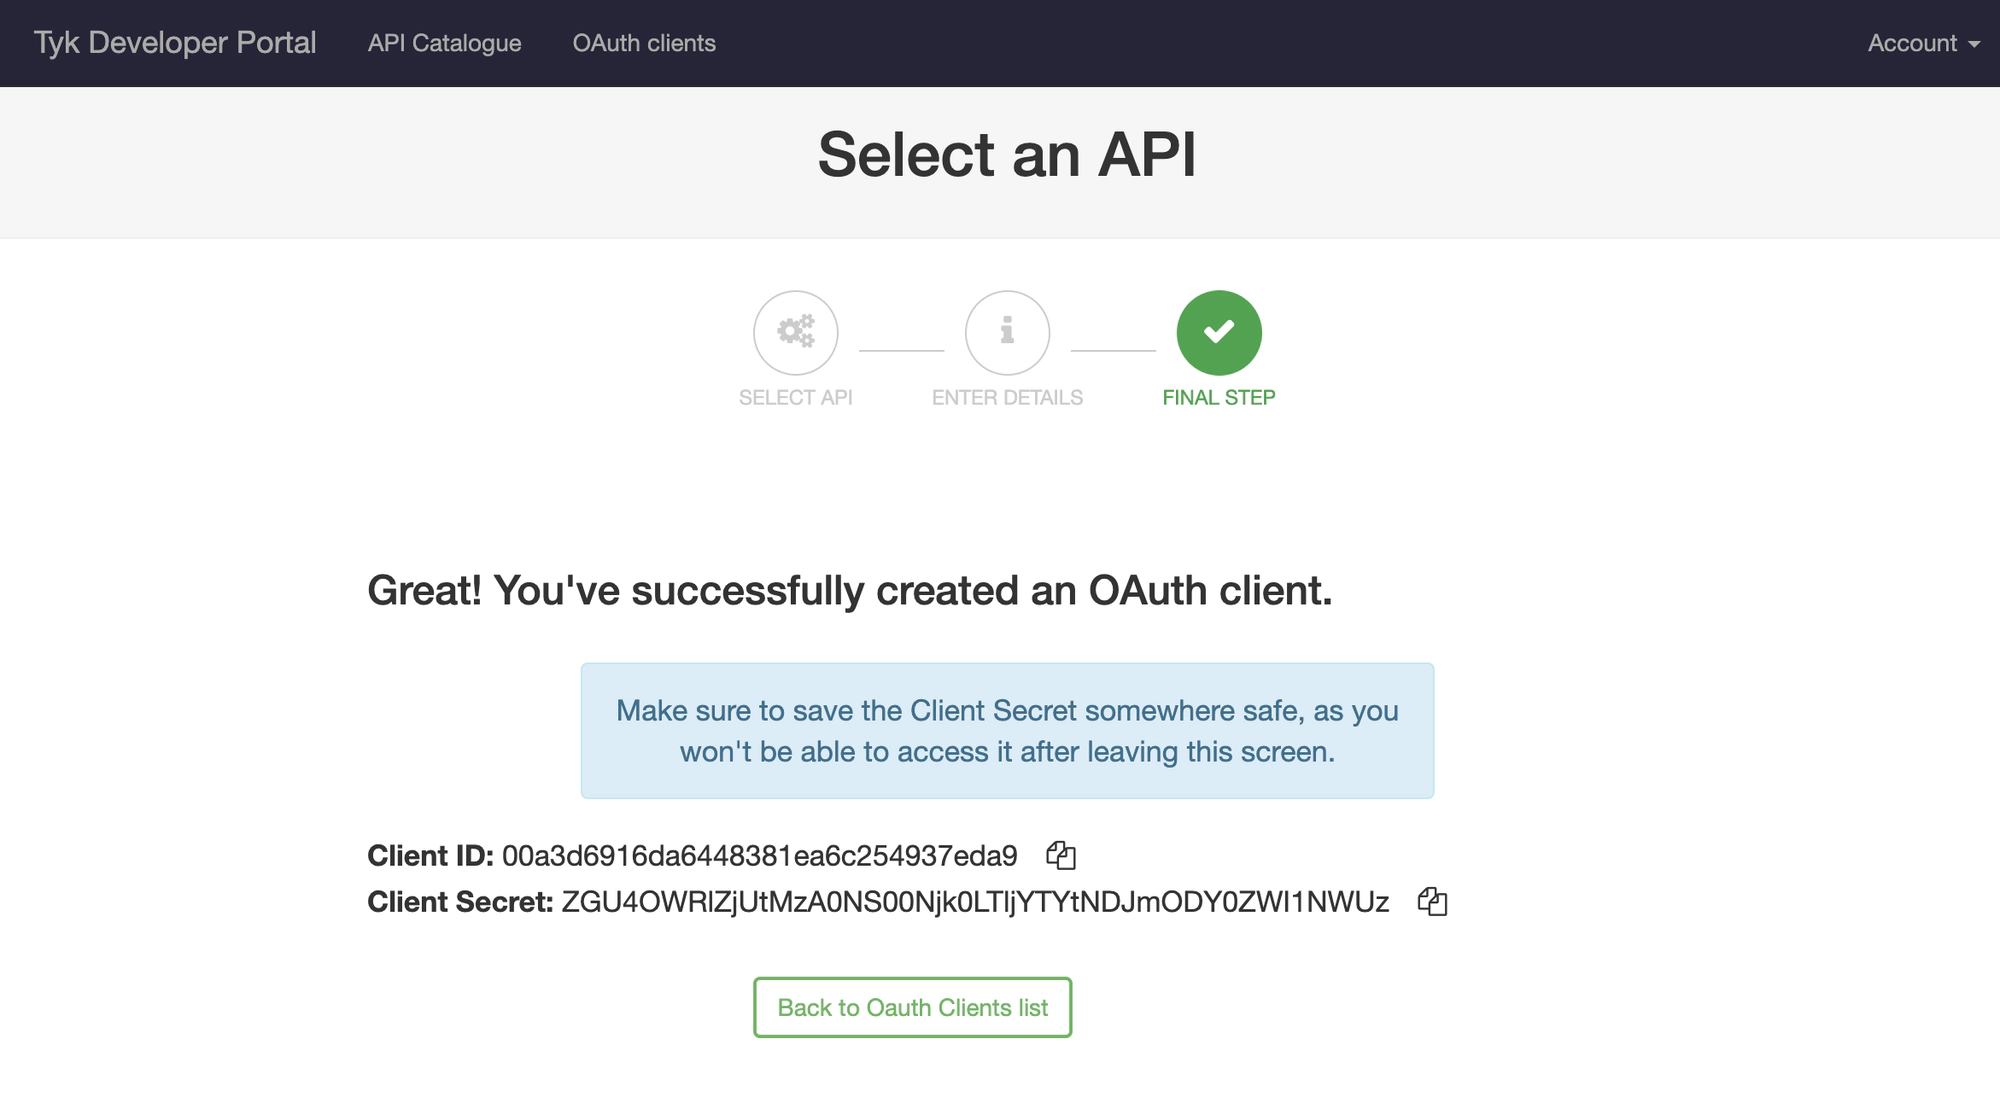 Tyk Developer Portal API Catalogue OAuth clients Account
Select an API
SELECT API ENTER DETAILS FINAL STEP
Great! You've successfully created an OAuth client.
Make sure to save the Client Secret somewhere safe, as you
won't be able to access it after leaving this screen.
Client ID: 00a3d6916da6448381ea6c254937eda9
Client Secret: ZGU4OWRlZjUtMzA0NS00Njk0LTljYTYtNDJmODY0ZWI1NWUz
Back to Oauth Clients list